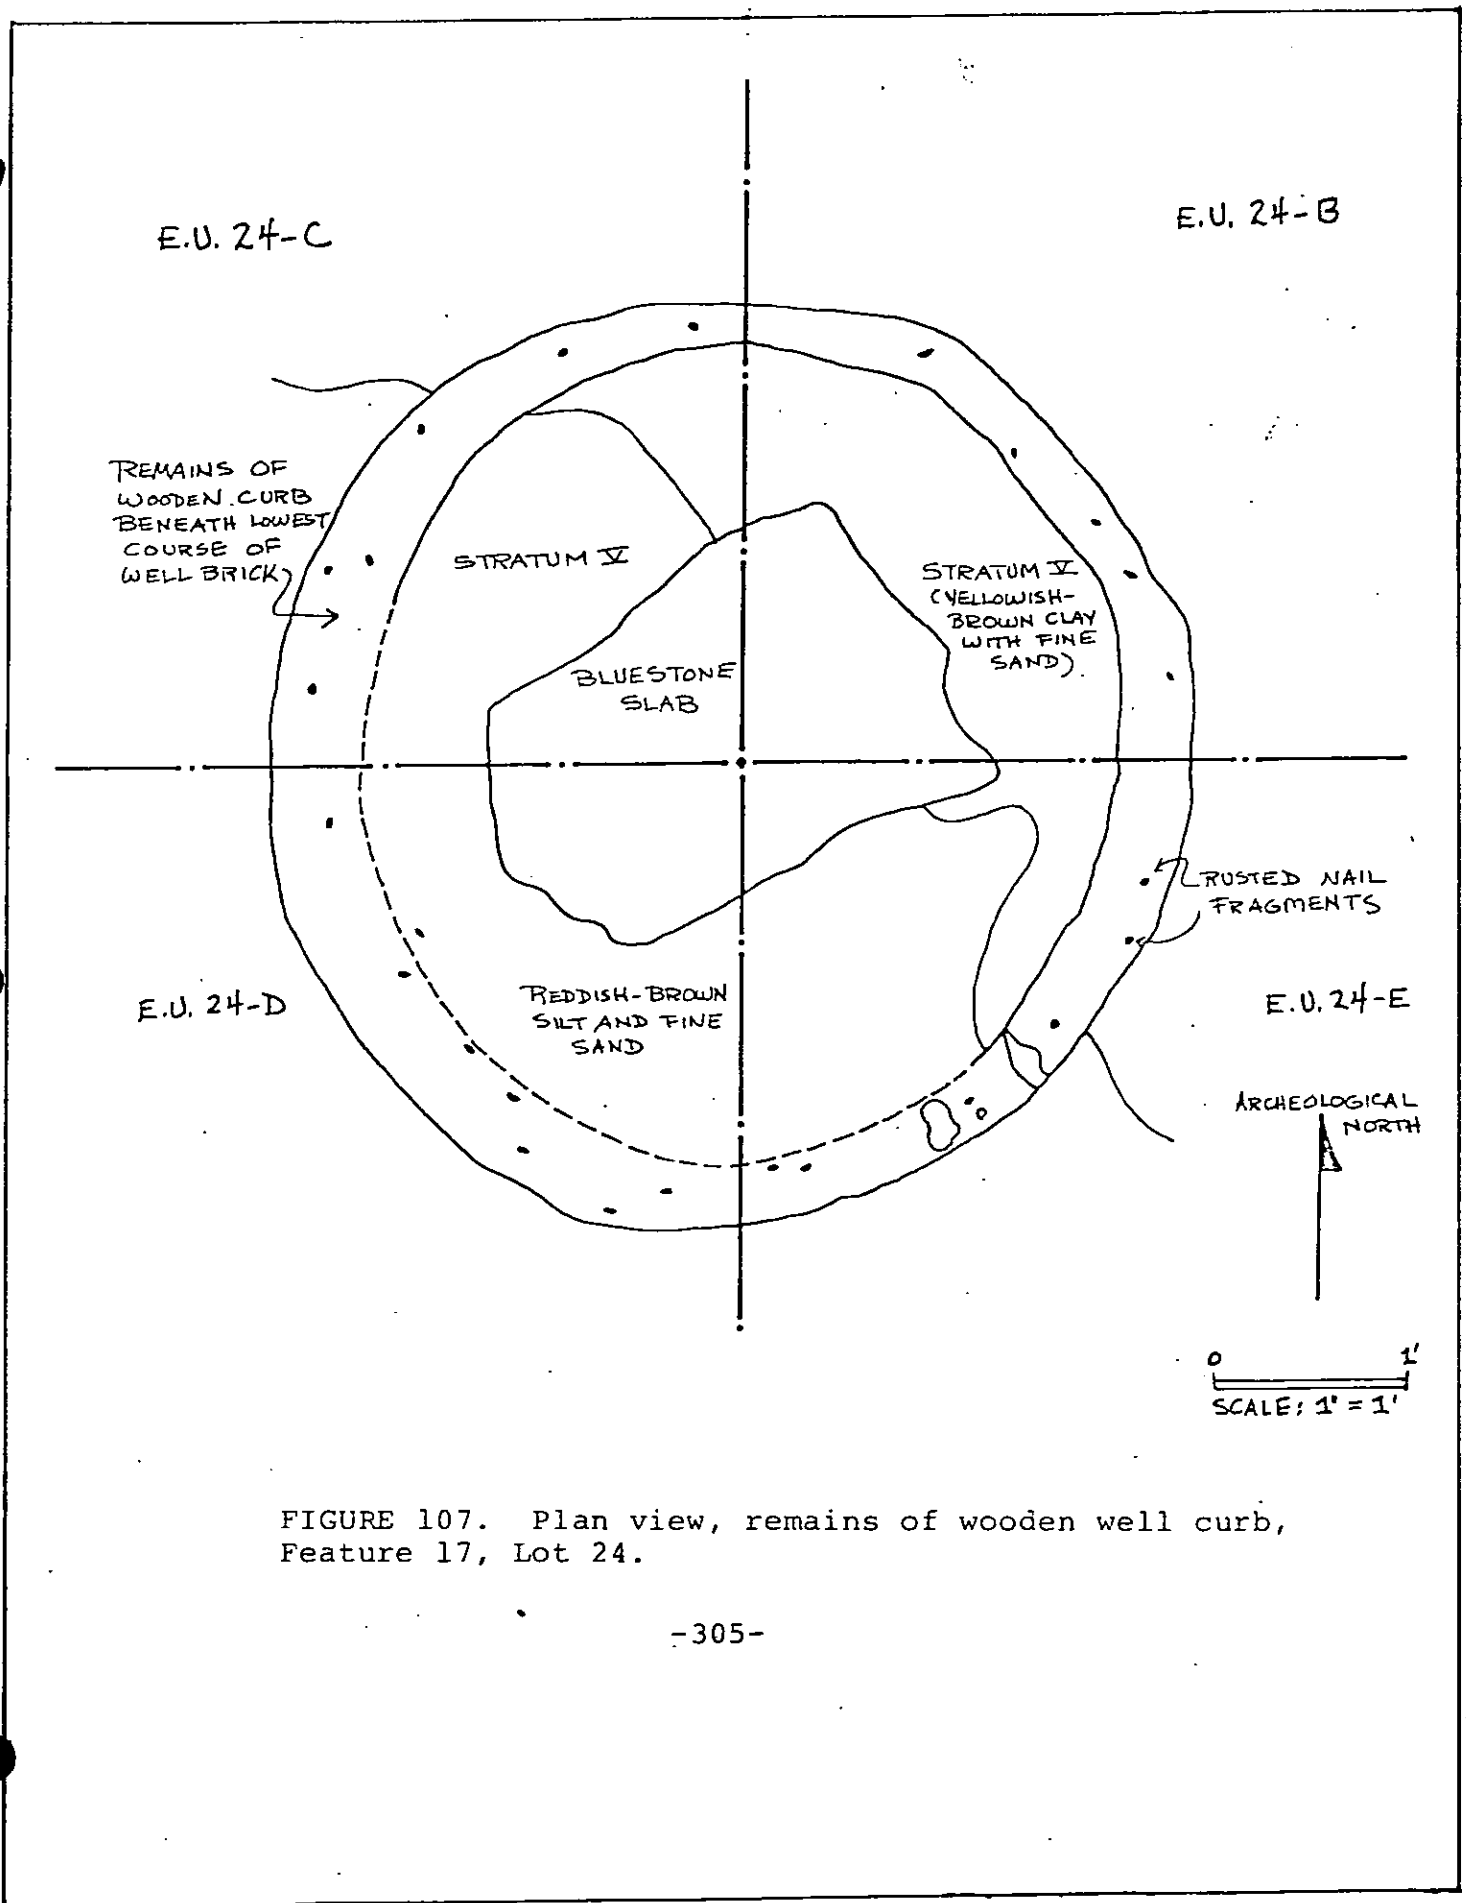 E.U. 24-C
E.U. 24-B
REMAINS OF
WOODEN CURB
BENEATH LOWEST
COURSE OF
WELL BRICK
STRATUM V
STRATUM V
(YELLOWISH-
BROWN CLAY
WITH FINE
SAND)
BLUESTONE
SLAB
RUSTED NAIL
FRAGMENTS
E.U. 24-D
REDDISH-BROWN
SILT AND FINE
SAND
E.U. 24-E
ARCHEOLOGICAL
NORTH
0 1'
SCALE: 1" = 1'
FIGURE 107. Plan view, remains of wooden well curb,
Feature 17, Lot 24.
-305-